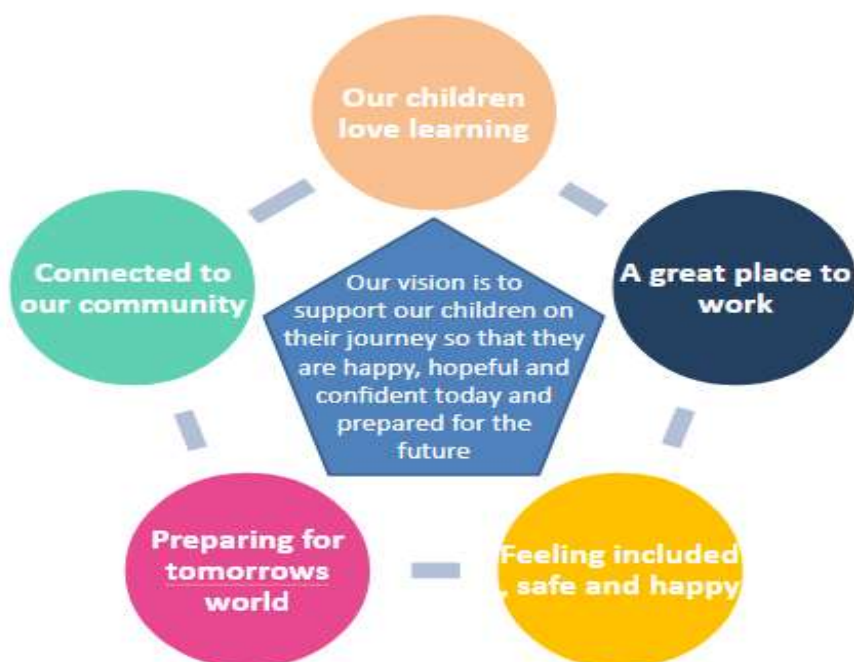 Our children
love learning
A great place to
work
Feeling included
, safe and happy
Preparing for
tomorrows
world
Connected to
our community
Our vision is to
support our children on
their journey so that they
are happy, hopeful and
confident today and
prepared for the
future